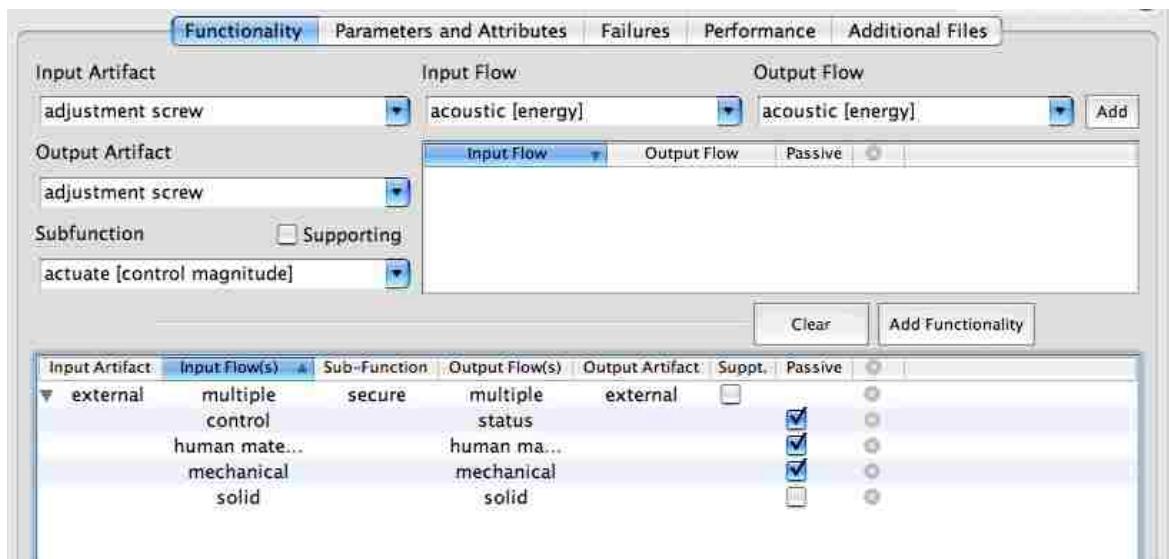 Functionality Parameters and Attributes Failures Performance Additional Files
Input Artifact Input Flow Output Flow
adjustment screw acoustic [energy] acoustic [energy] Add
Output Artifact Input Flow Output Flow Passive
adjustment screw
Subfunction Supporting
actuate [control magnitude]
Clear Add Functionality
Input Artifact Input Flow(s) Sub-Function Output Flow(s) Output Artifact Suppt. Passive
external multiple secure multiple external
control status
human mate... human ma...
mechanical mechanical
solid solid